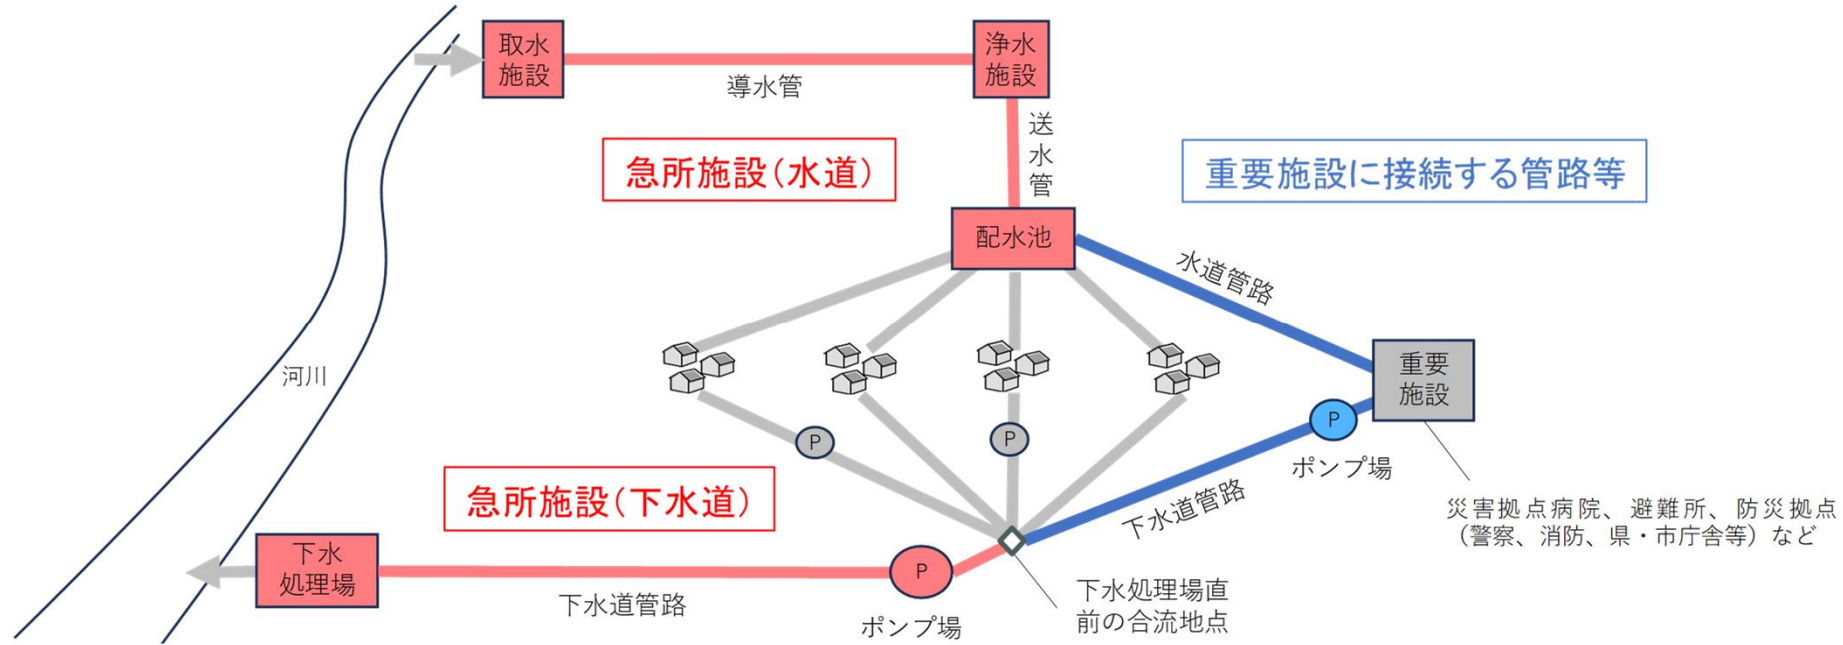 取水
施設
導水管
浄水
施設
送
水
管
急所施設(水道)
重要施設に接続する管路等
配水池
水道管路
河川
重要
施設
P
ポンプ場
P
P
災害拠点病院、避難所、防災拠点
(警察、消防、県・市庁舎等)など
急所施設(下水道)
下水道管路
下水
処理場
下水道管路
P
ポンプ場
下水処理場直
前の合流地点